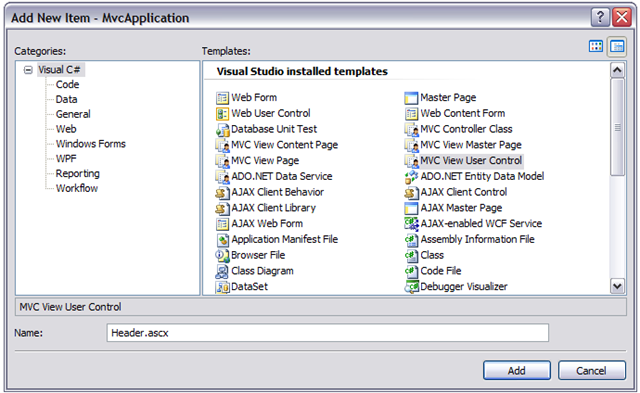 Add New Item - MvcApplication
Categories:
Templates:
Visual C#
Code
Data
General
Web
Windows Forms
WPF
Reporting
Workflow
Visual Studio installed templates
Web Form
Master Page
Web User Control
Web Content Form
Database Unit Test
MVC Controller Class
MVC View Content Page
MVC View Master Page
MVC View Page
MVC View User Control
ADO.NET Data Service
ADO.NET Entity Data Model
AJAX Client Behavior
AJAX Client Control
AJAX Client Library
AJAX Master Page
AJAX Web Form
AJAX-enabled WCF Service
Application Manifest File
Assembly Information File
Browser File
Class
Class Diagram
Code File
DataSet
Debugger Visualizer
MVC View User Control
Name:
Header.ascx
Add
Cancel